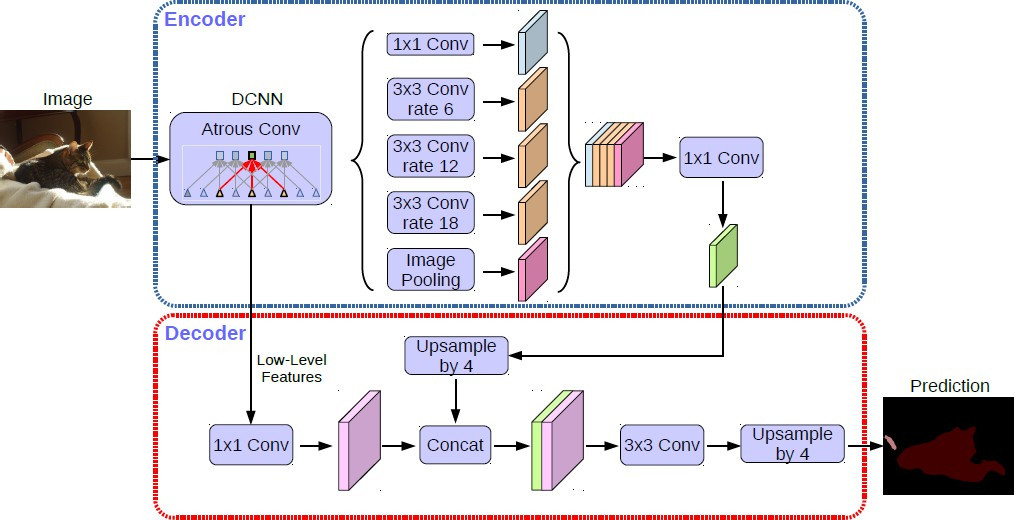 Encoder
Image
DCNN
Atrous Conv
1x1 Conv
3x3 Conv
rate 6
3x3 Conv
rate 12
3x3 Conv
rate 18
Image
Pooling
1x1 Conv
Decoder
Low-Level
Features
Upsample
by 4
1x1 Conv
Concat
3x3 Conv
Upsample
by 4
Prediction